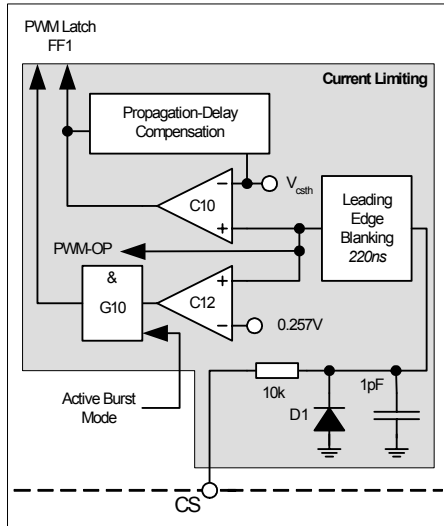 PWM Latch
FF1
Current Limiting
Propagation-Delay
Compensation
−
Vcsth
C10
+
Leading
Edge
Blanking
220ns
PWM-OP
&
G10
+
C12
−
0.257V
Active Burst
Mode
10k
D1
1pF
CS